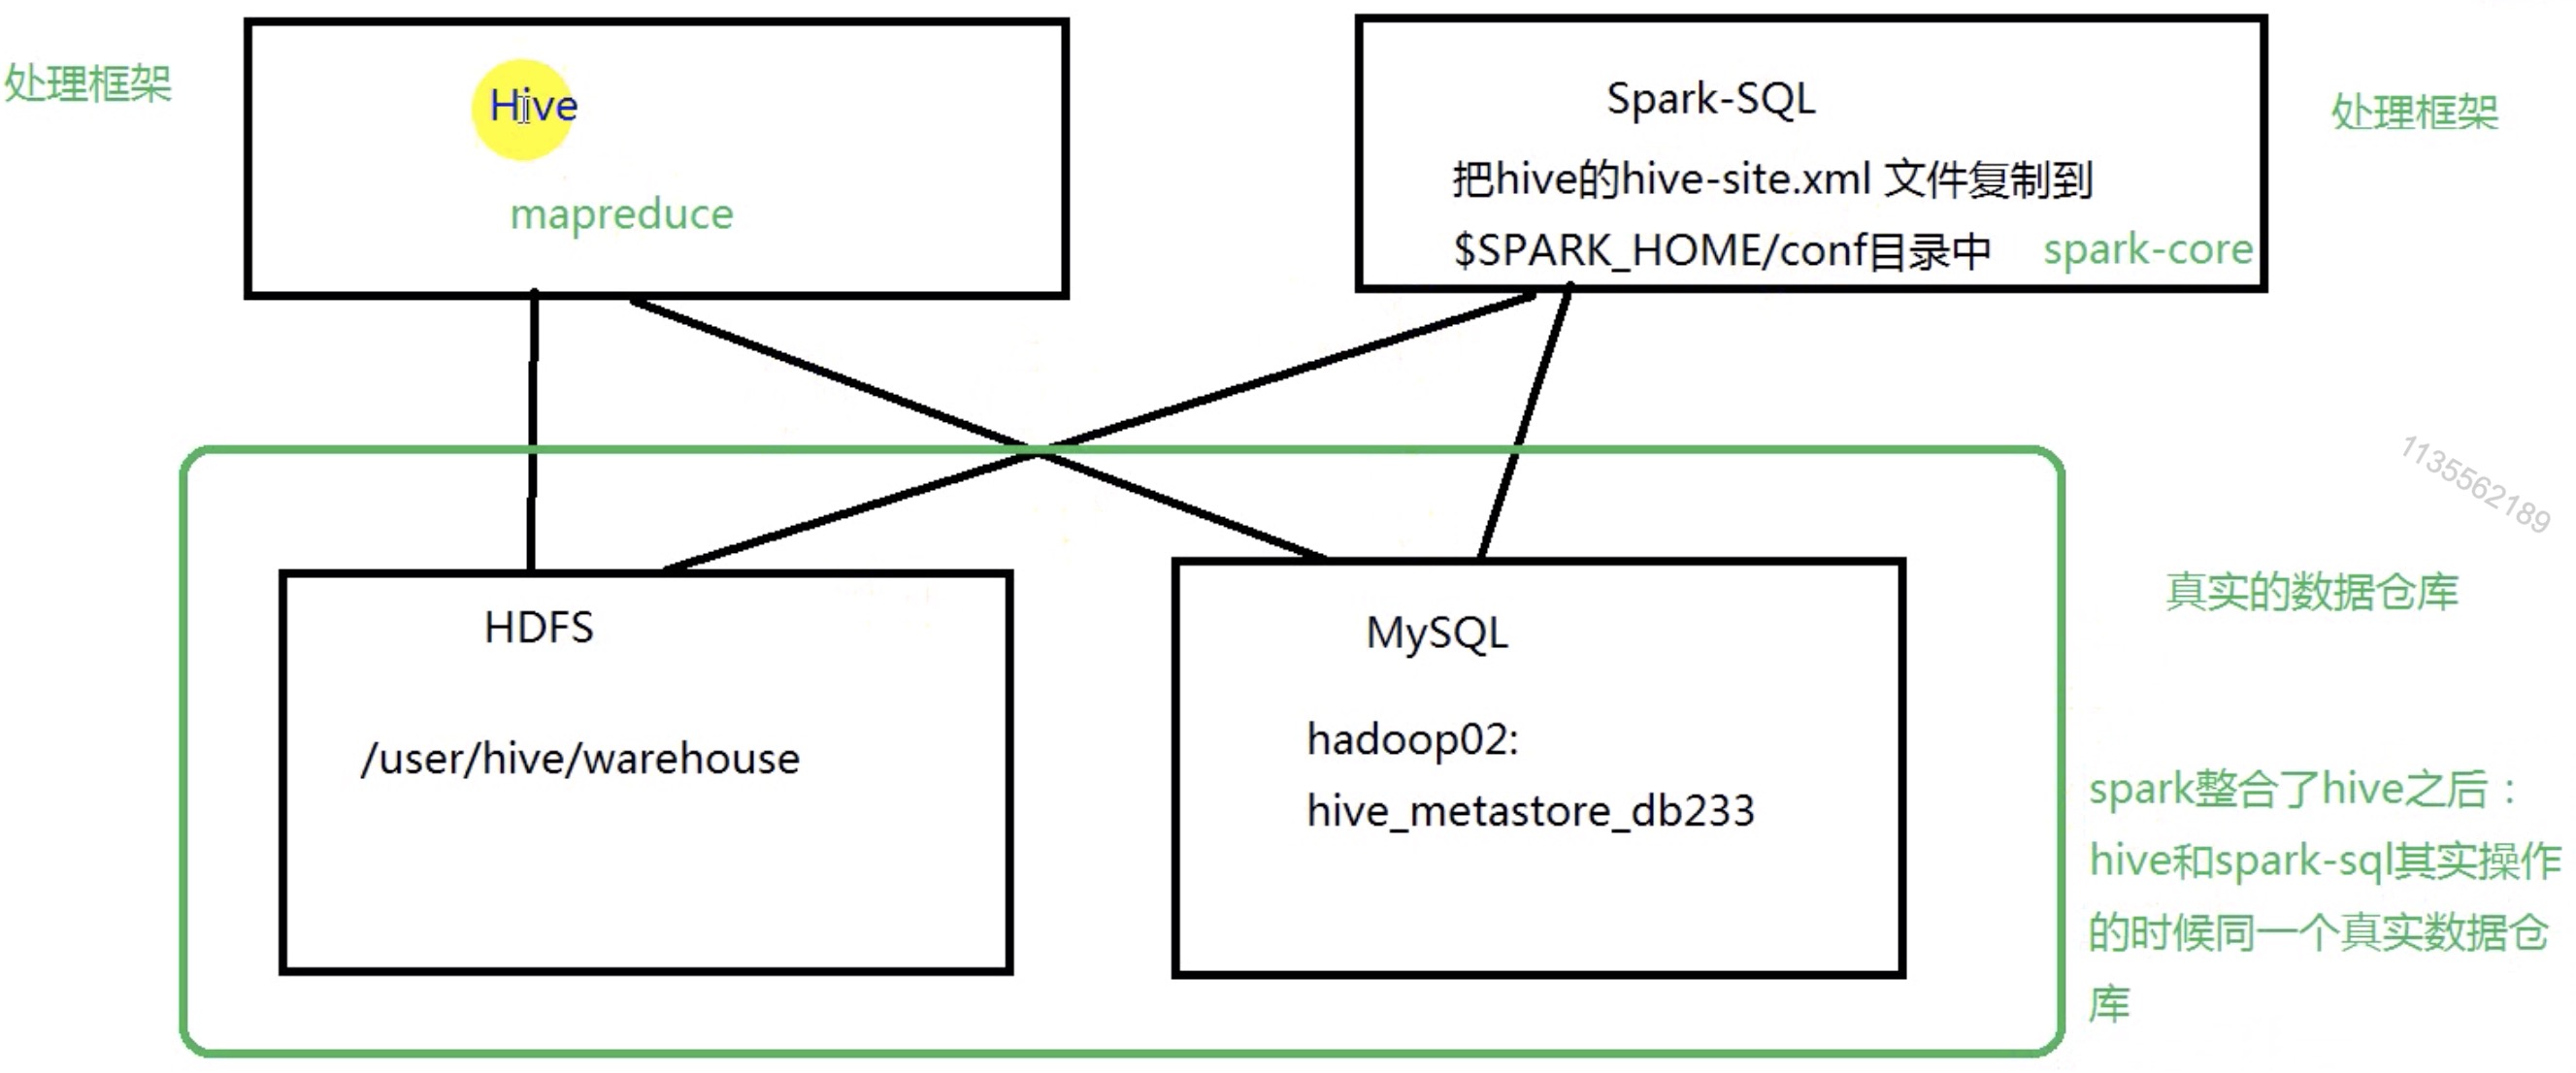 处理框架
Hive
mapreduce
Spark-SQL
把hive的hive-site.xml 文件复制到
$SPARK_HOME/conf目录中
spark-core
处理框架
1135562189
HDFS
/user/hive/warehouse
MySQL
hadoop02:
hive_metastore_db233
真实的数据仓库
spark整合了hive之后：
hive和spark-sql其实操作
的时候同一个真实数据仓
库